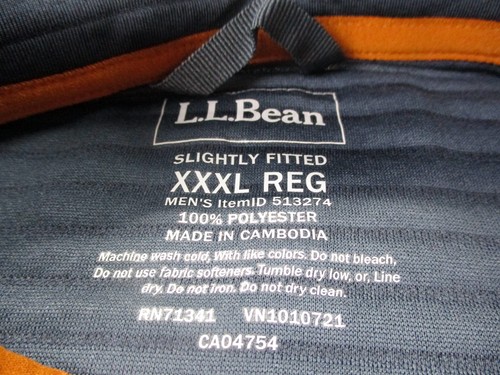 L.L.Bean
SLIGHTLY FITTED
XXXL REG
MEN'S ItemID 513274
100% POLYESTER
MADE IN CAMBODIA
Machine wash cold, With like colors. Do not bleach,
Do not use fabric softeners. Tumble dry low, or, Line
dry. Do not iron. Do not dry clean.
RN71341 VN1010721
CA04754